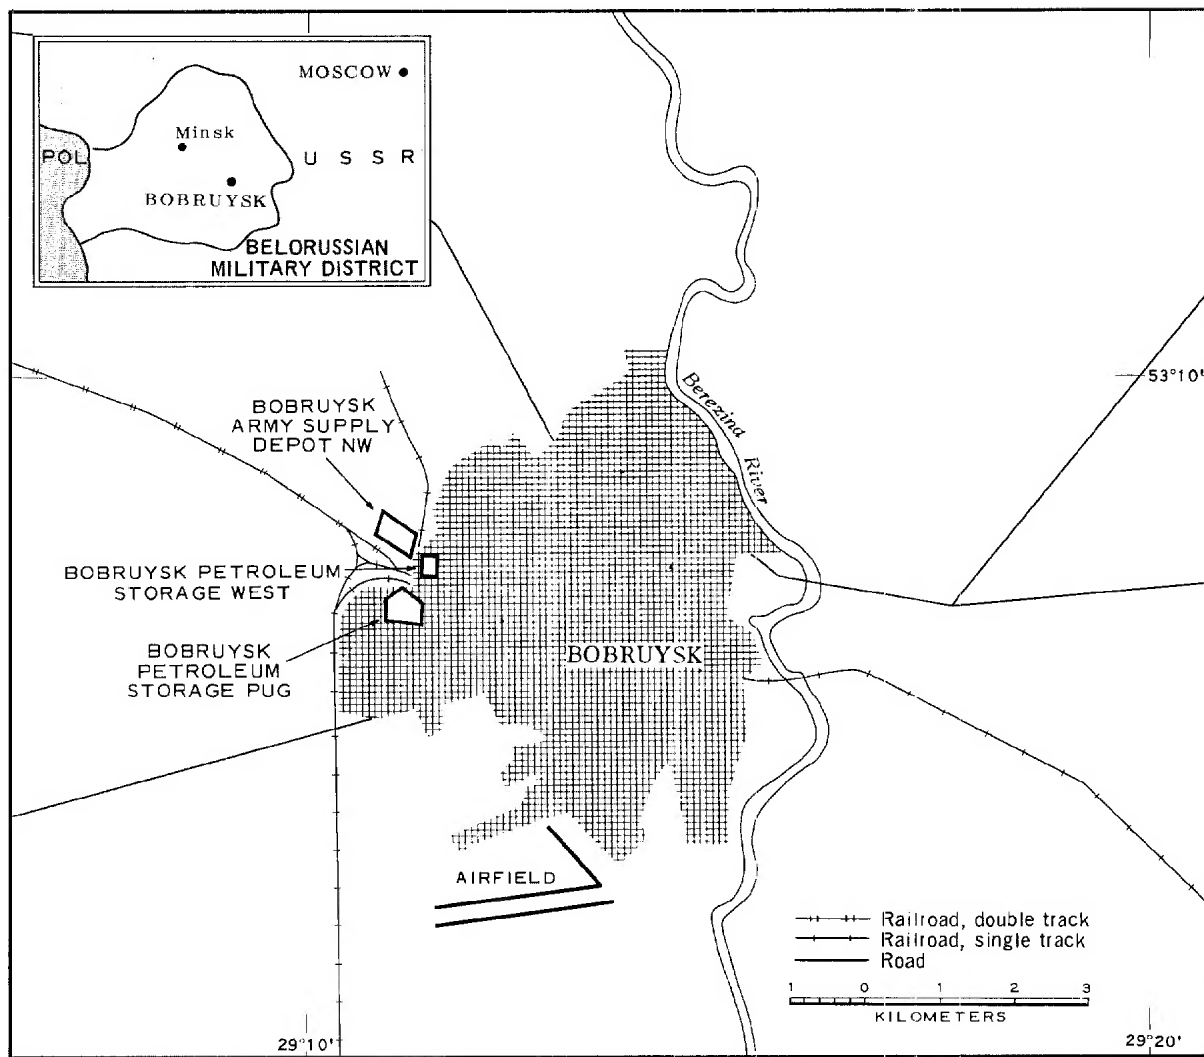 MOSCOW
Minsk
POL
U S S R
BOBRUYSK
BELORUSSIAN
MILITARY DISTRICT
53°10'
Berezina
River
BOBRUYSK
ARMY SUPPLY
DEPOT NW
BOBRUYSK PETROLEUM
STORAGE WEST
BOBRUYSK
PETROLEUM
STORAGE PUG
BOBRUYSK
AIRFIELD
Railroad, double track
Railroad, single track
Road
1 0 1 2 3
KILOMETERS
29°10'
29°20'